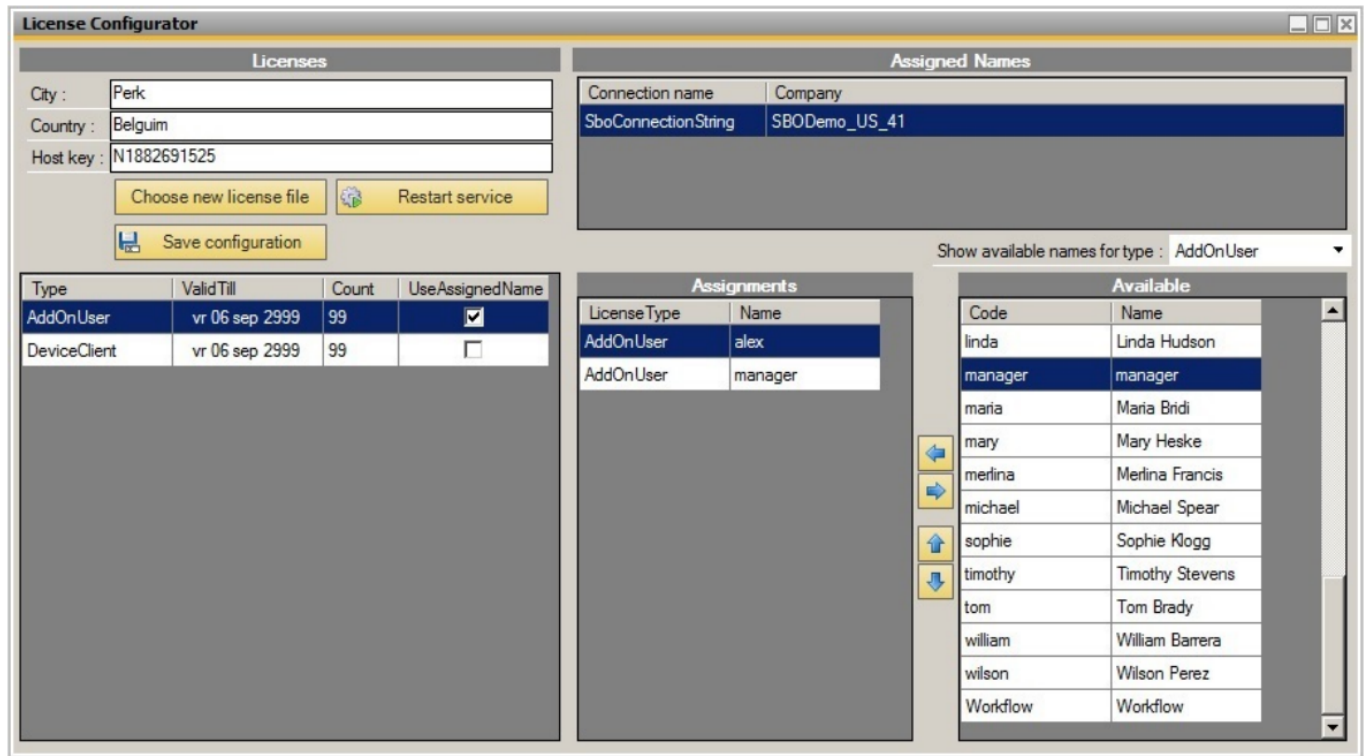 License Configurator
Licenses
City : Perk
Country : Belguim
Host key : N1882691525
Choose new license file Restart service
Save configuration
Assigned Names
Connection name Company
SboConnectionString SBODemo_US_41
Show available names for type : AddOnUser
Type ValidTill Count UseAssignedName
AddOnUser vr 06 sep 2999 99
DeviceClient vr 06 sep 2999 99
Assignments
LicenseType Name
AddOnUser alex
AddOnUser manager
Available
Code Name
linda Linda Hudson
manager manager
maria Maria Bridi
mary Mary Heske
merlina Merlina Francis
michael Michael Spear
sophie Sophie Klogg
timothy Timothy Stevens
tom Tom Brady
william William Barrera
wilson Wilson Perez
Workflow Workflow